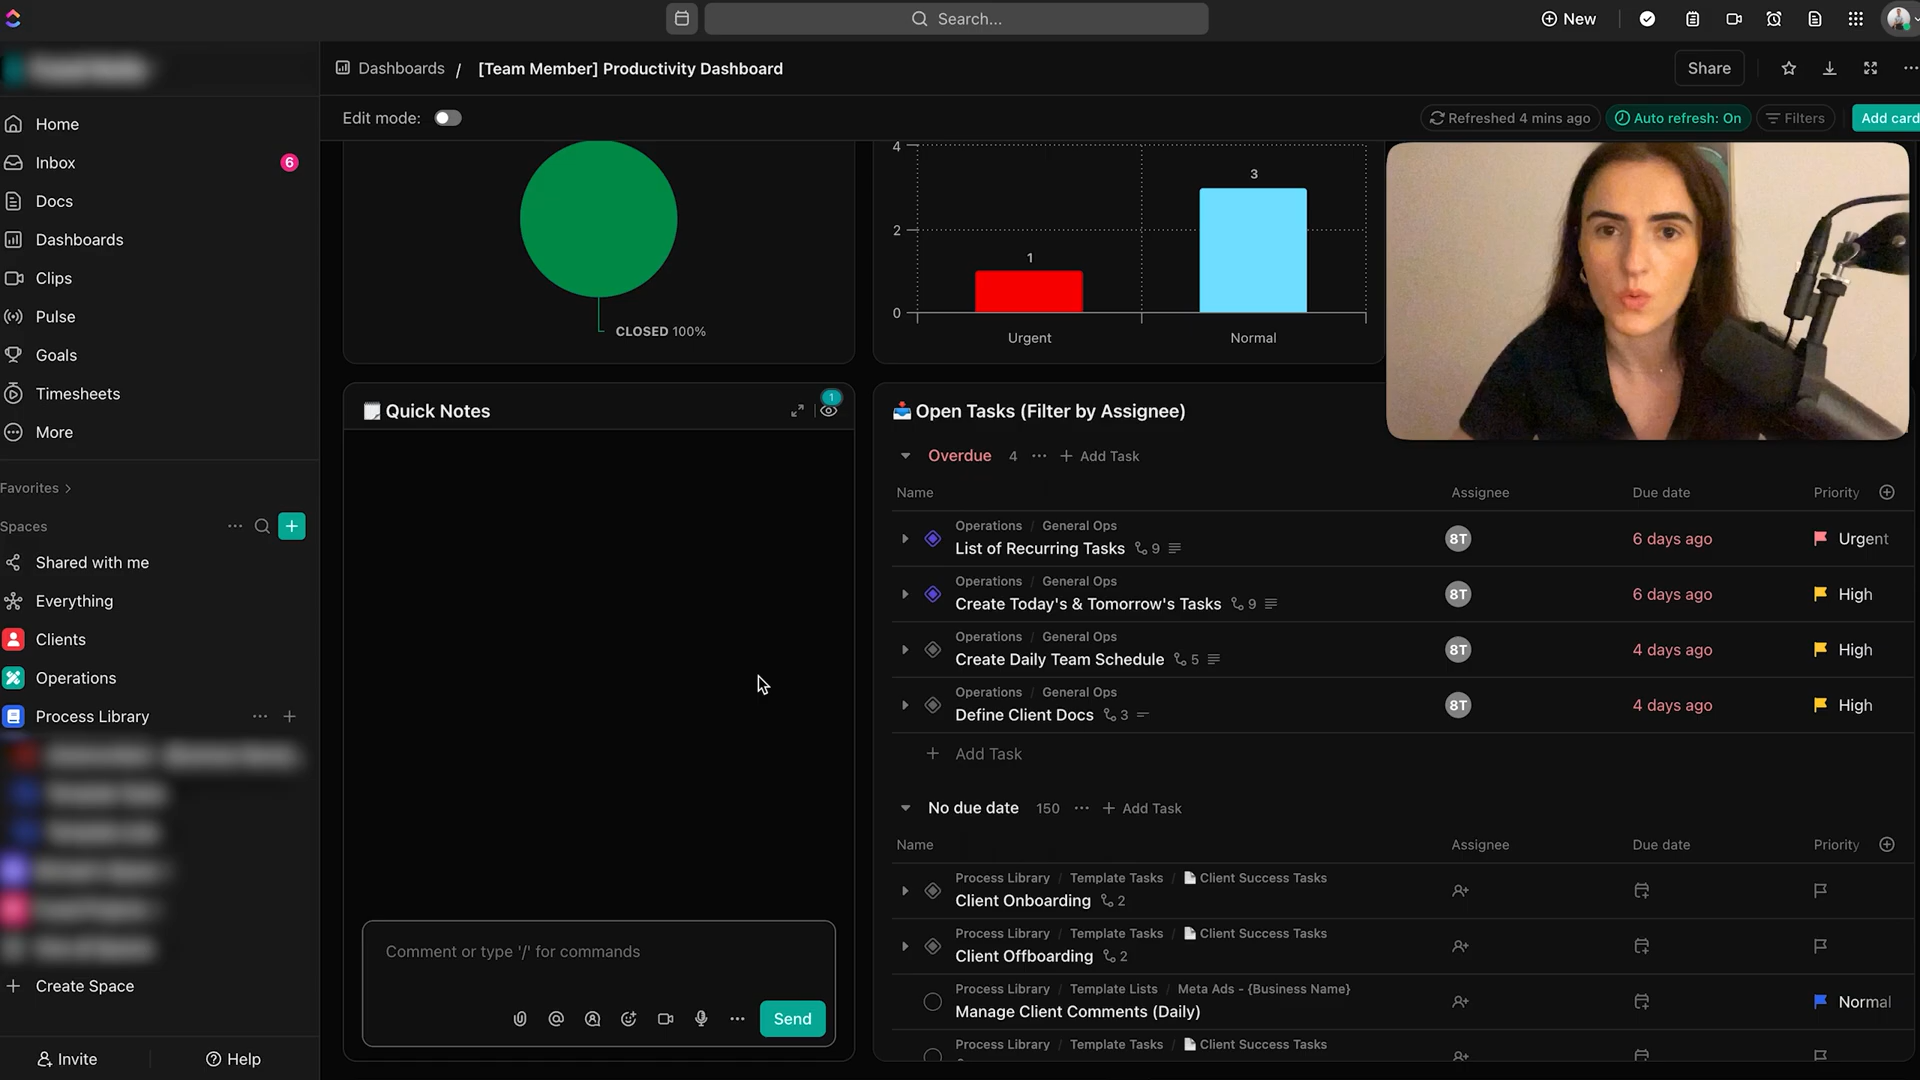 Search...
New
Dashboards / [Team Member] Productivity Dashboard
Share
Edit mode:
Refreshed 4 mins ago
Auto refresh: On
Filters
Add card
Home
Inbox
6
Docs
Dashboards
Clips
Pulse
Goals
Timesheets
More
Favorites
Spaces
Shared with me
Everything
Clients
Operations
Process Library
Create Space
Invite
Help
CLOSED 100%
4
2
0
1
3
Urgent
Normal
Quick Notes
1
Comment or type '/' for commands
Send
Open Tasks (Filter by Assignee)
Overdue 4 ... + Add Task
Name Assignee Due date Priority
Operations / General Ops
List of Recurring Tasks 9 8T 6 days ago Urgent
Operations / General Ops
Create Today's & Tomorrow's Tasks 9 8T 6 days ago High
Operations / General Ops
Create Daily Team Schedule 5 8T 4 days ago High
Operations / General Ops
Define Client Docs 3 8T 4 days ago High
+ Add Task
No due date 150 ... + Add Task
Name Assignee Due date Priority
Process Library / Template Tasks / Client Success Tasks
Client Onboarding 2
Process Library / Template Tasks / Client Success Tasks
Client Offboarding 2
Process Library / Template Lists / Meta Ads - {Business Name}
Manage Client Comments (Daily) Normal
Process Library / Template Tasks / Client Success Tasks